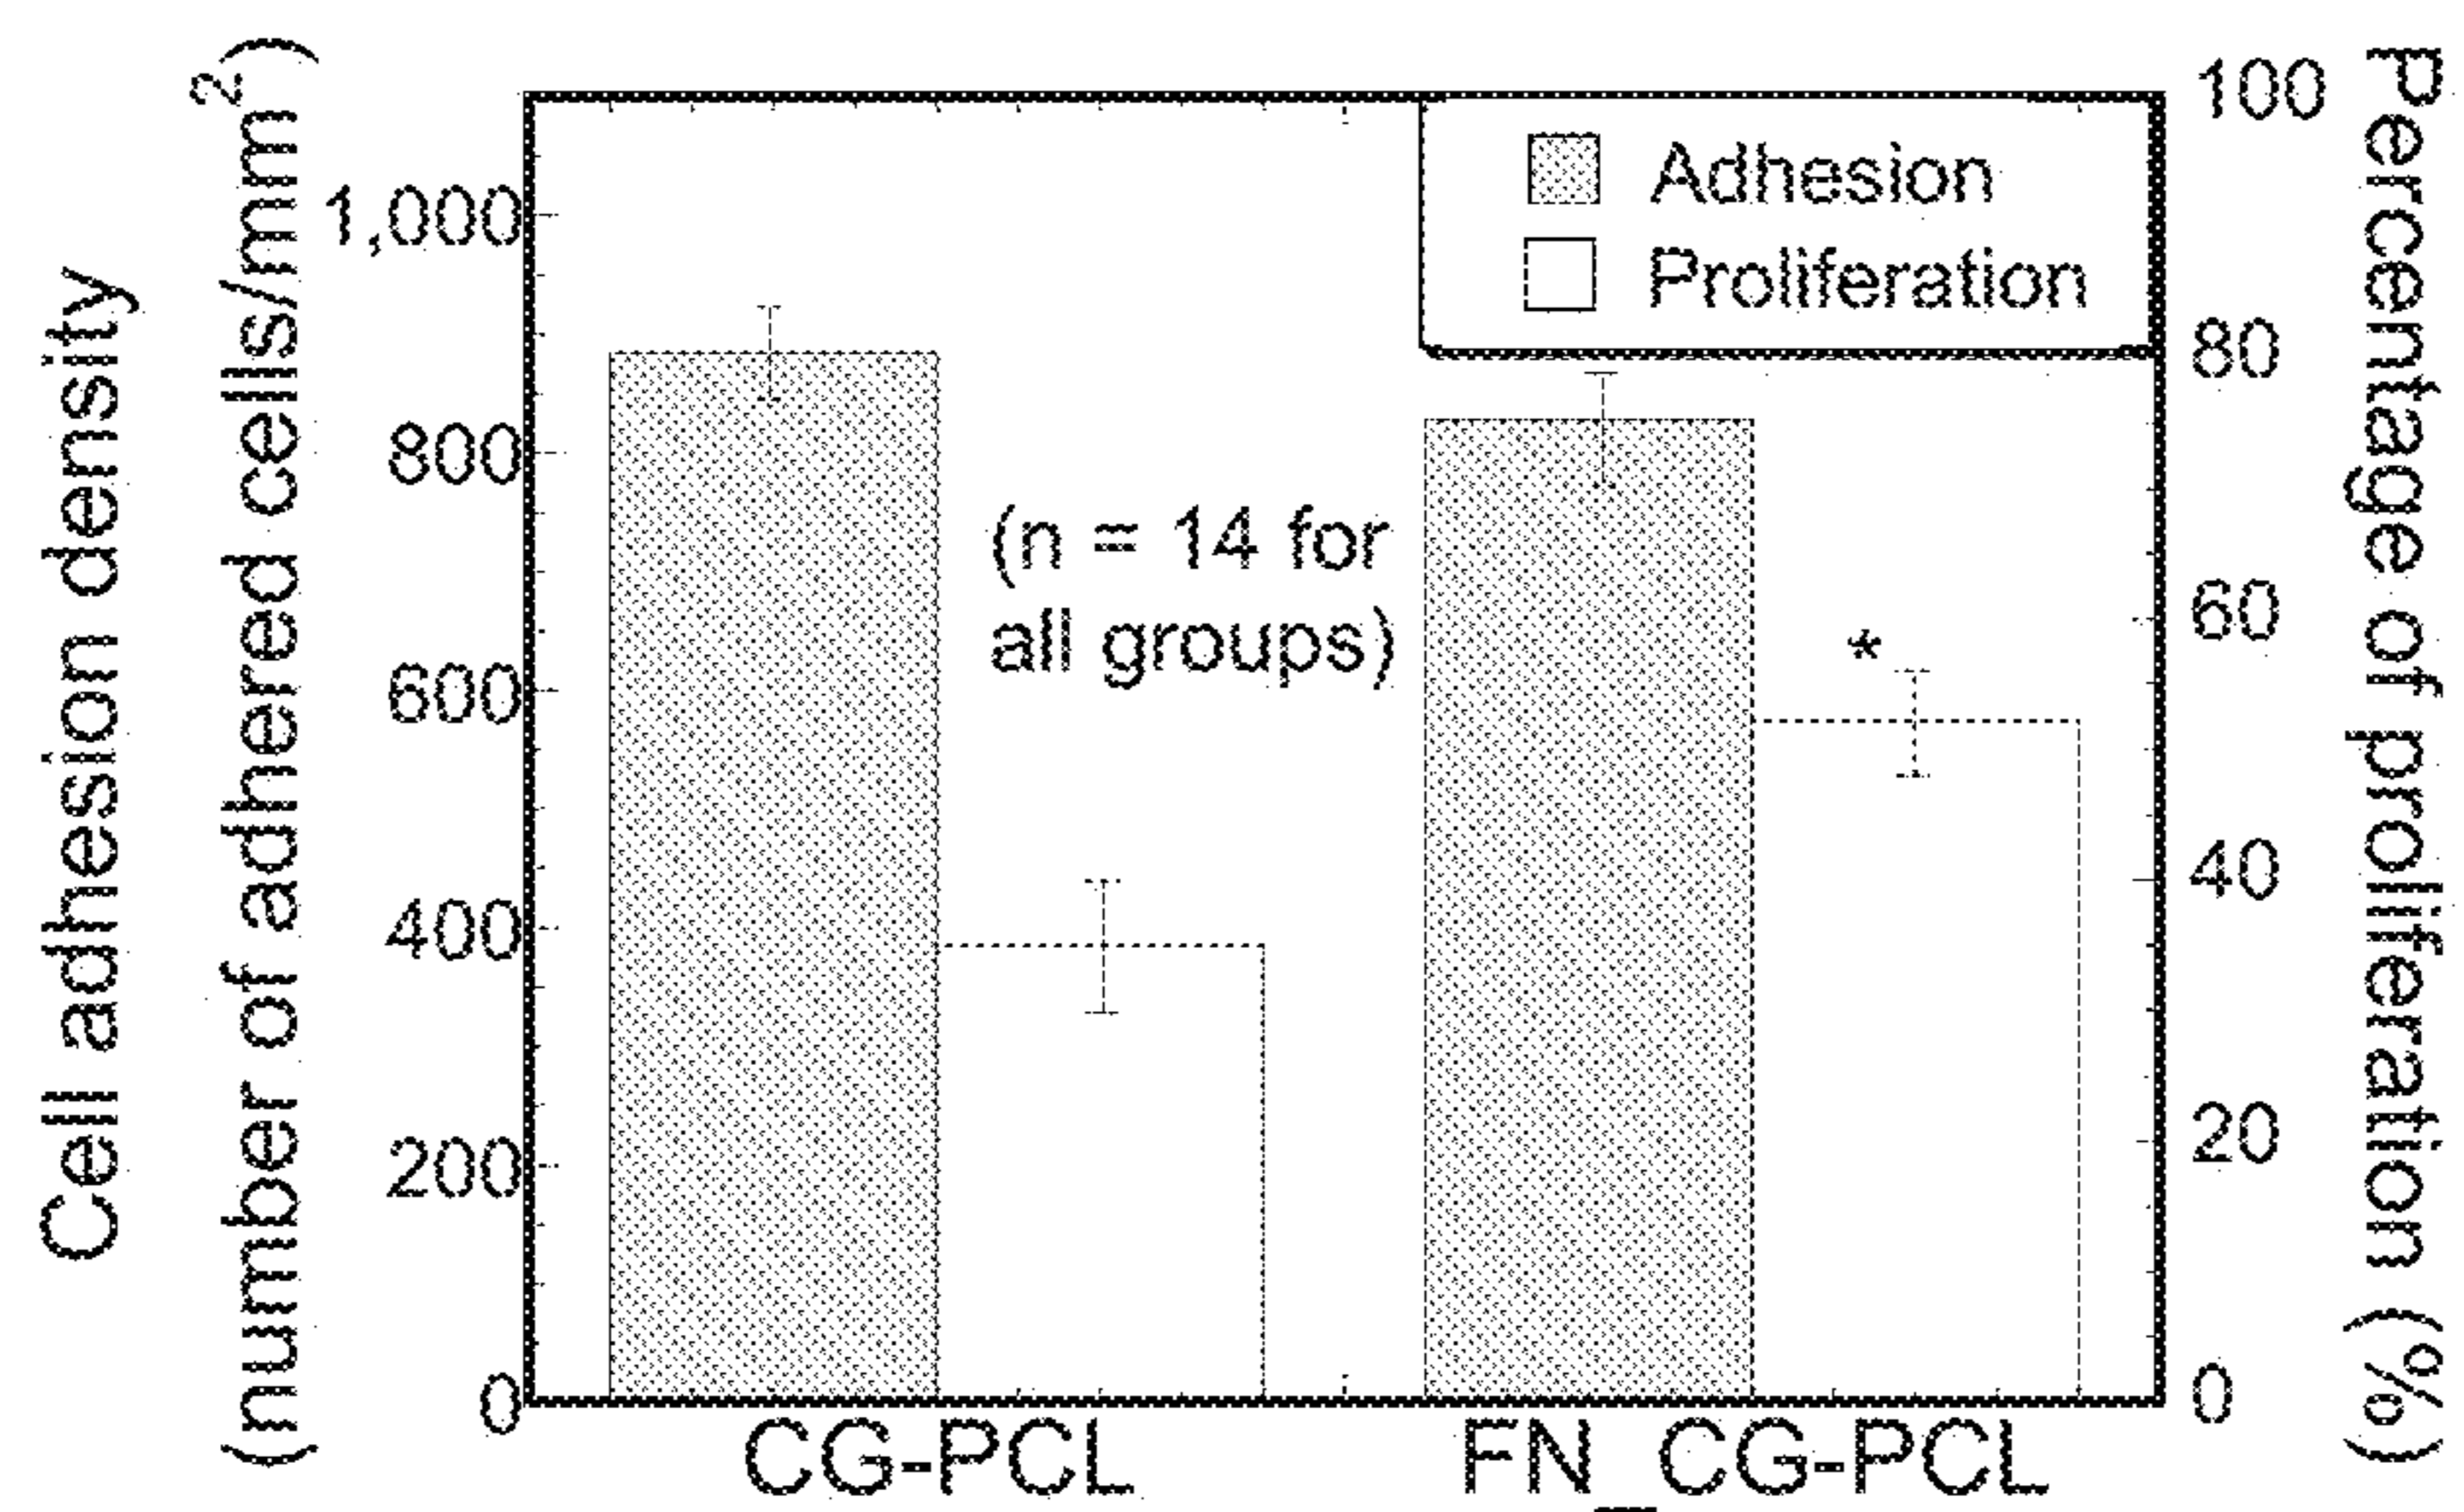 Cell adhesion density
(number of adhered cells/mm²)
1,000
800
600
400
200
0
Adhesion
Proliferation
(n = 14 for
all groups)
*
100
80
60
40
20
0
Percentage of proliferation (%)
CG-PCL
FN_CG-PCL